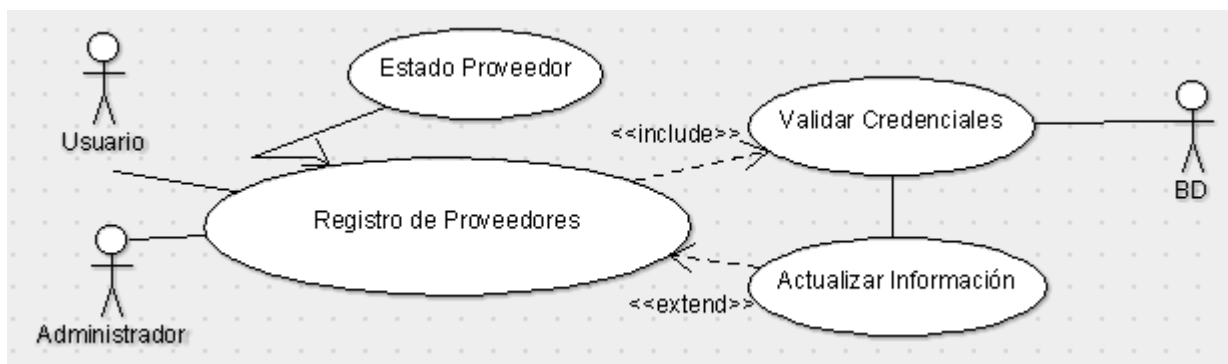 Estado Proveedor
Usuario
<<include>>
Validar Credenciales
BD
Registro de Proveedores
Administrador
<<extend>>
Actualizar Información